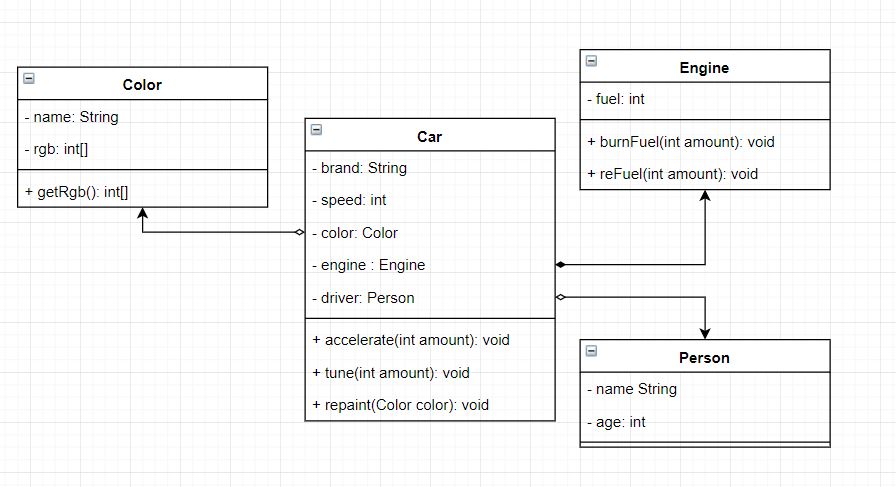 Color
- name: String
- rgb: int[]
+ getRgb(): int[]
Car
- brand: String
- speed: int
- color: Color
- engine : Engine
- driver: Person
+ accelerate(int amount): void
+ tune(int amount): void
+ repaint(Color color): void
Engine
- fuel: int
+ burnFuel(int amount): void
+ reFuel(int amount): void
Person
- name String
- age: int